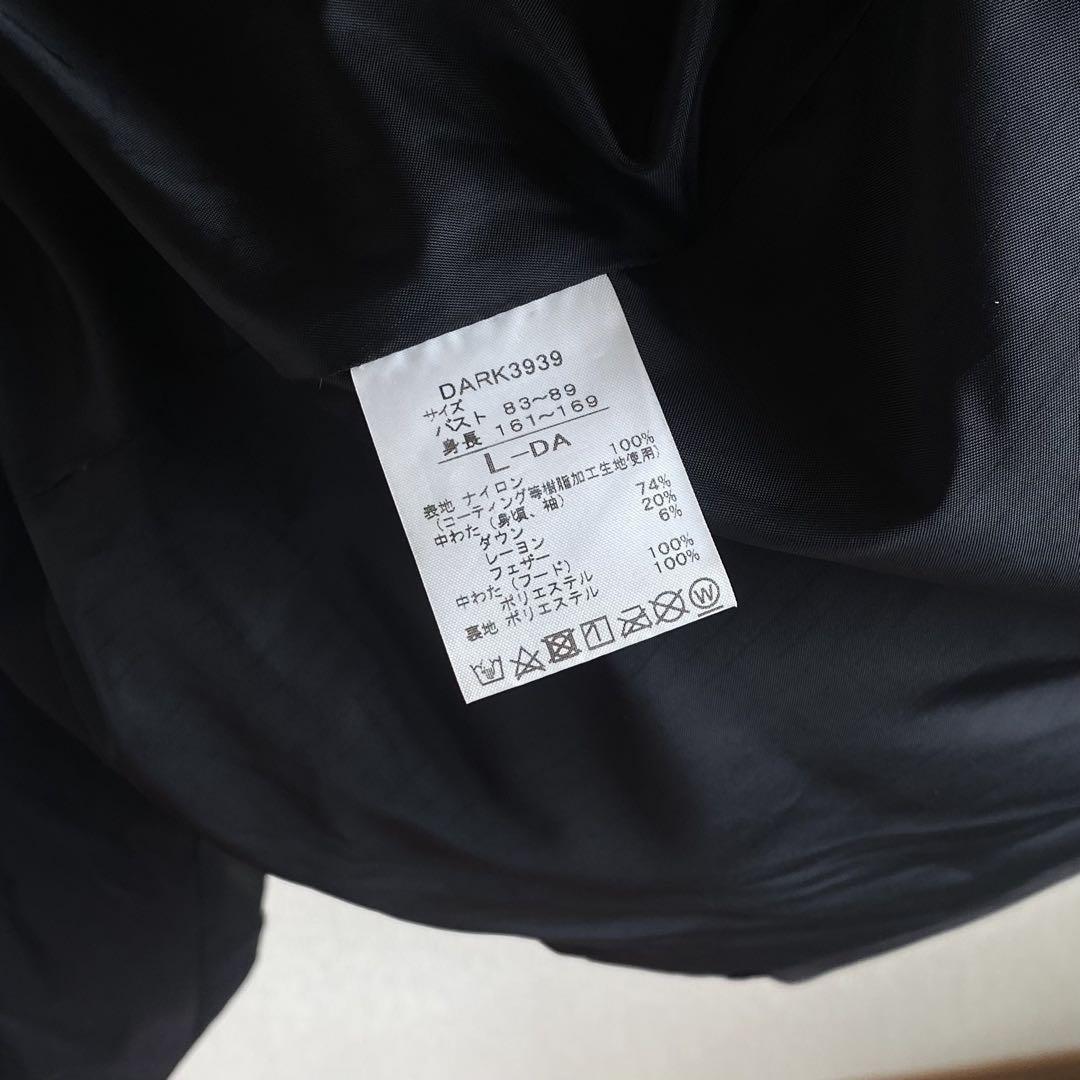 DARK3939
サイズ
バスト 83~89
身長 161~169
L-DA
表地 ナイロン 100%
(コーティング等樹脂加工生地使用)
中わた(身頃、袖)
ダウン 74%
レーヨン 20%
フェザー 6%
中わた(フード)
ポリエステル 100%
裏地 ポリエステル 100%
W